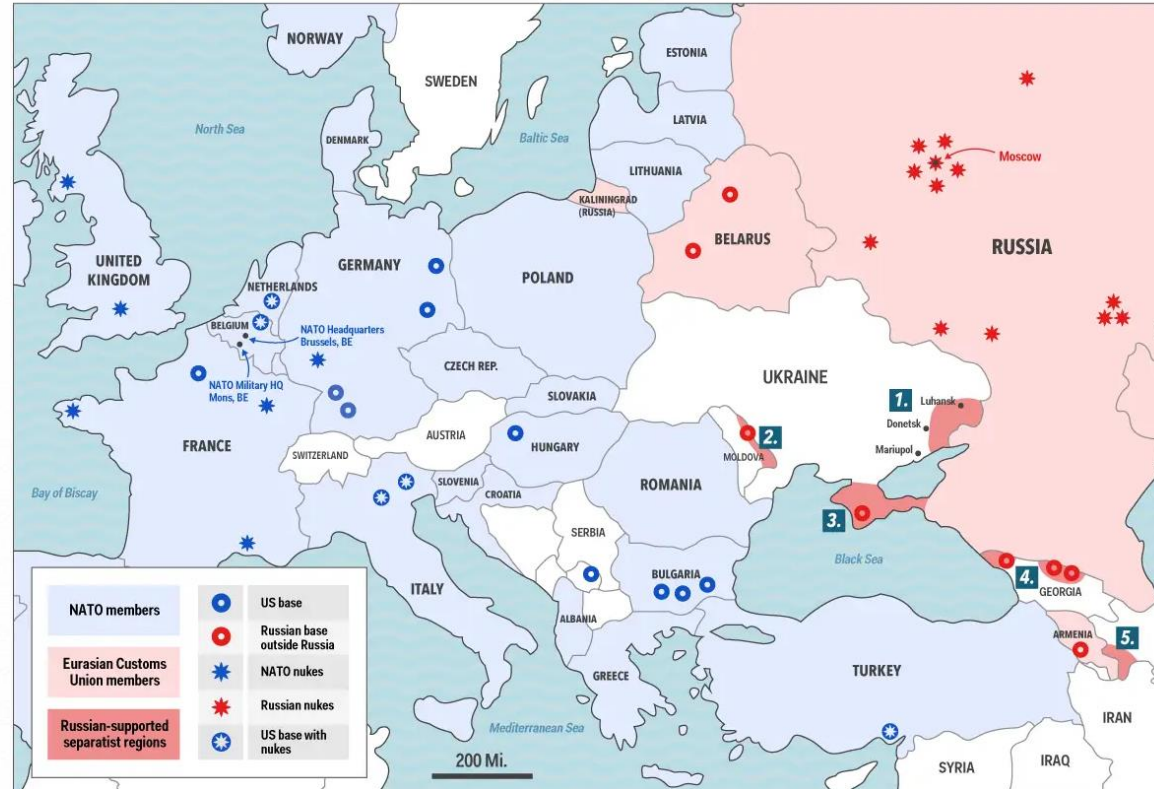 NORWAY
SWEDEN
ESTONIA
North Sea
Baltic Sea
LATVIA
DENMARK
LITHUANIA
Moscow
KALININGRAD
(RUSSIA)
BELARUS
RUSSIA
UNITED
KINGDOM
GERMANY
POLAND
NETHERLANDS
BELGIUM
NATO Headquarters
Brussels, BE
NATO Military HQ
Mons, BE
CZECH REP.
UKRAINE
SLOVAKIA
1.
Luhansk
Donetsk
Mariupol
FRANCE
AUSTRIA
SWITZERLAND
HUNGARY
2.
MOLDOVA
Bay of Biscay
SLOVENIA
CROATIA
ROMANIA
3.
SERBIA
Black Sea
ITALY
BULGARIA
4.
GEORGIA
ALBANIA
ARMENIA
5.
GREECE
TURKEY
Mediterranean Sea
IRAN
SYRIA
IRAQ
200 Mi.
NATO members
Eurasian Customs
Union members
Russian-supported
separatist regions
US base
Russian base
outside Russia
NATO nukes
Russian nukes
US base with
nukes